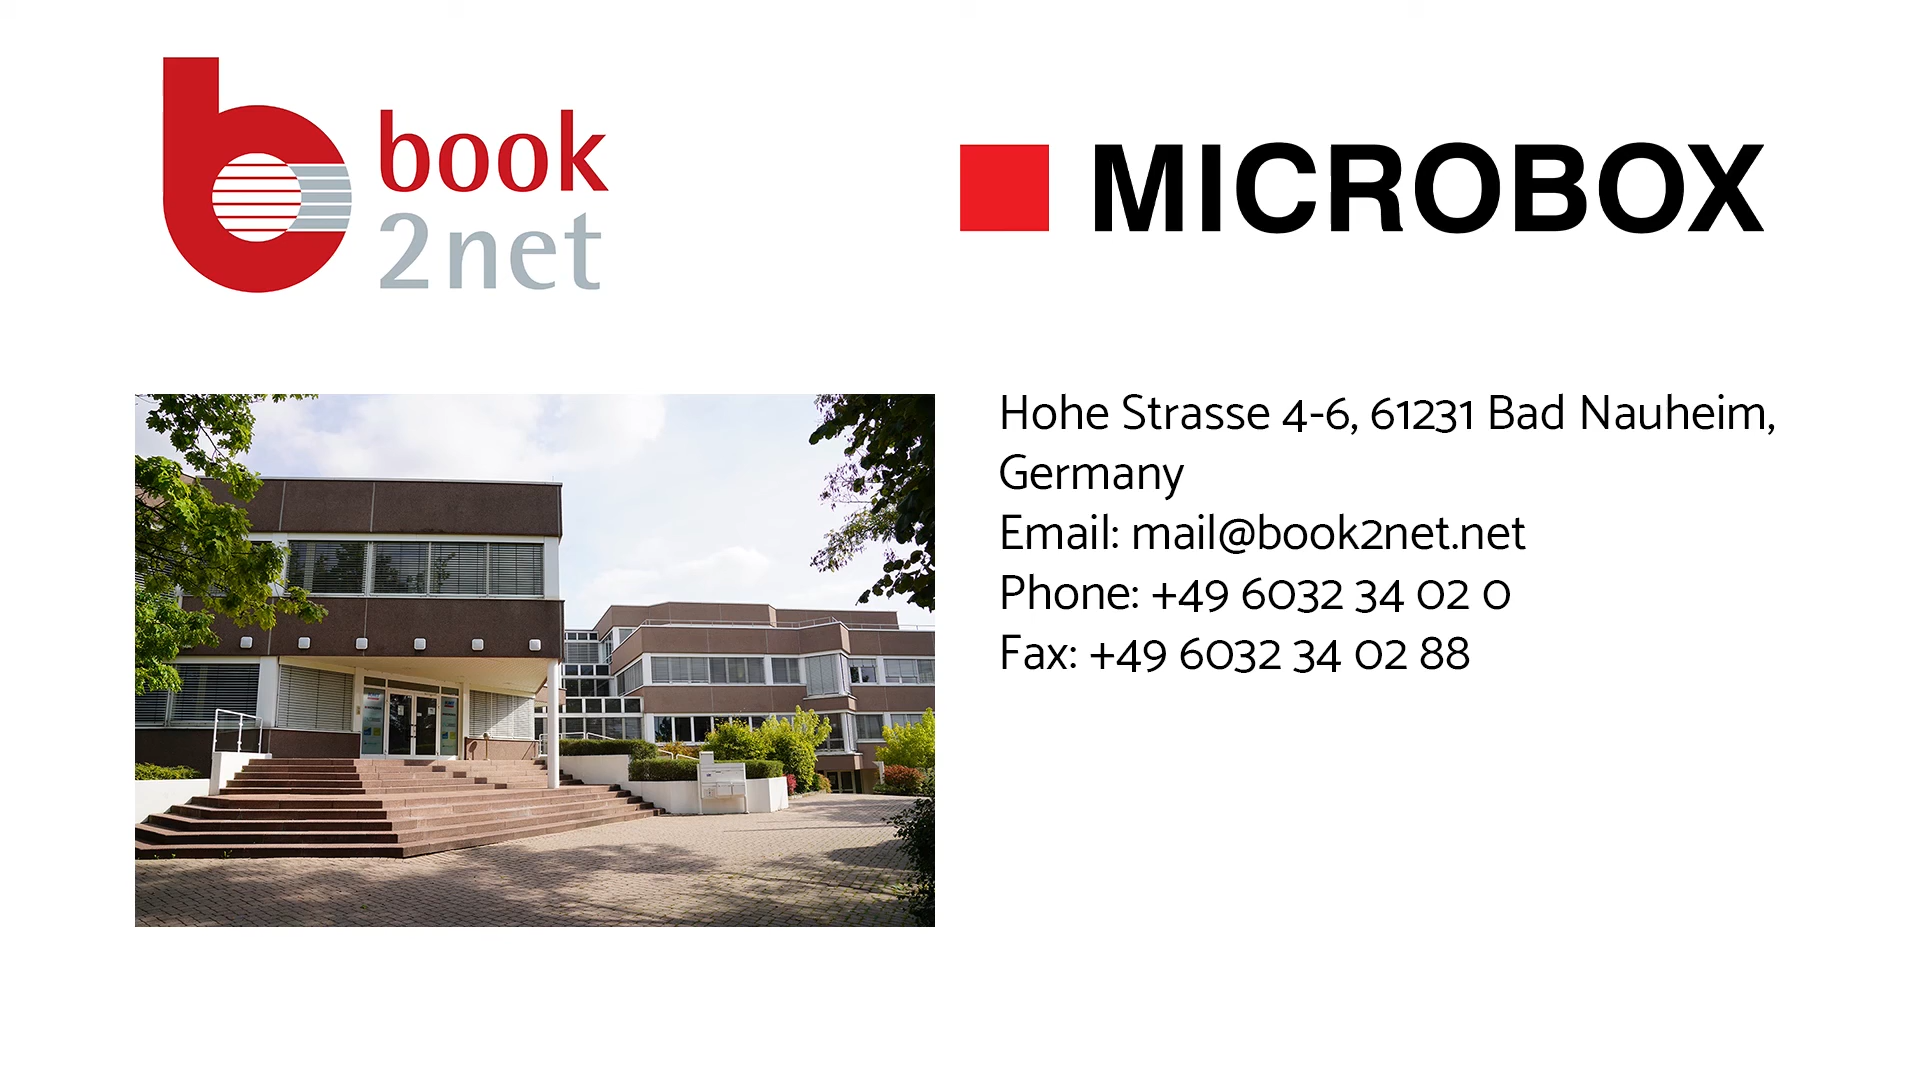 book
2net
MICROBOX
Hohe Strasse 4-6, 61231 Bad Nauheim,
Germany
Email: mail@book2net.net
Phone: +49 6032 34 02 0
Fax: +49 6032 34 02 88